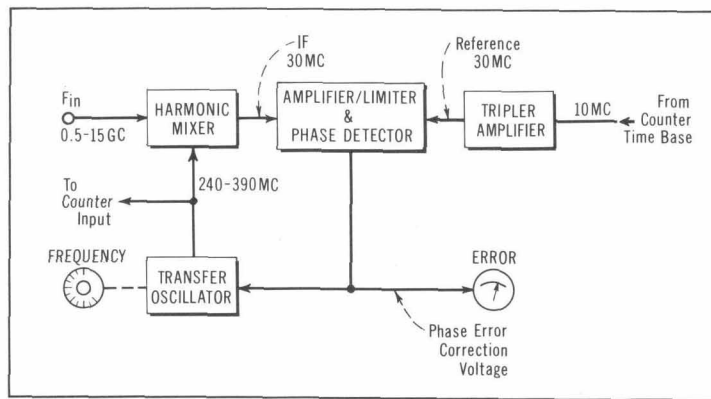 IF
30MC
Reference
30MC
Fin
0.5-15GC
HARMONIC
MIXER
AMPLIFIER/LIMITER
&
PHASE DETECTOR
TRIPLER
AMPLIFIER
10MC
From
Counter
Time Base
To
Counter
Input
240-390MC
FREQUENCY
TRANSFER
OSCILLATOR
ERROR
Phase Error
Correction
Voltage